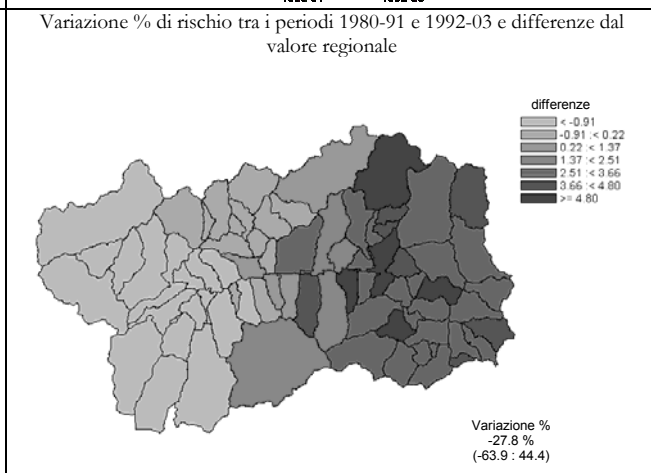 Variazione % di rischio tra i periodi 1980-91 e 1992-03 e differenze dal
valore regionale
differenze
< -0.91
-0.91 :< 0.22
0.22 :< 1.37
1.37 :< 2.51
2.51 :< 3.66
3.66 :< 4.80
>= 4.80
Variazione %
-27.8 %
(-63.9 : 44.4)